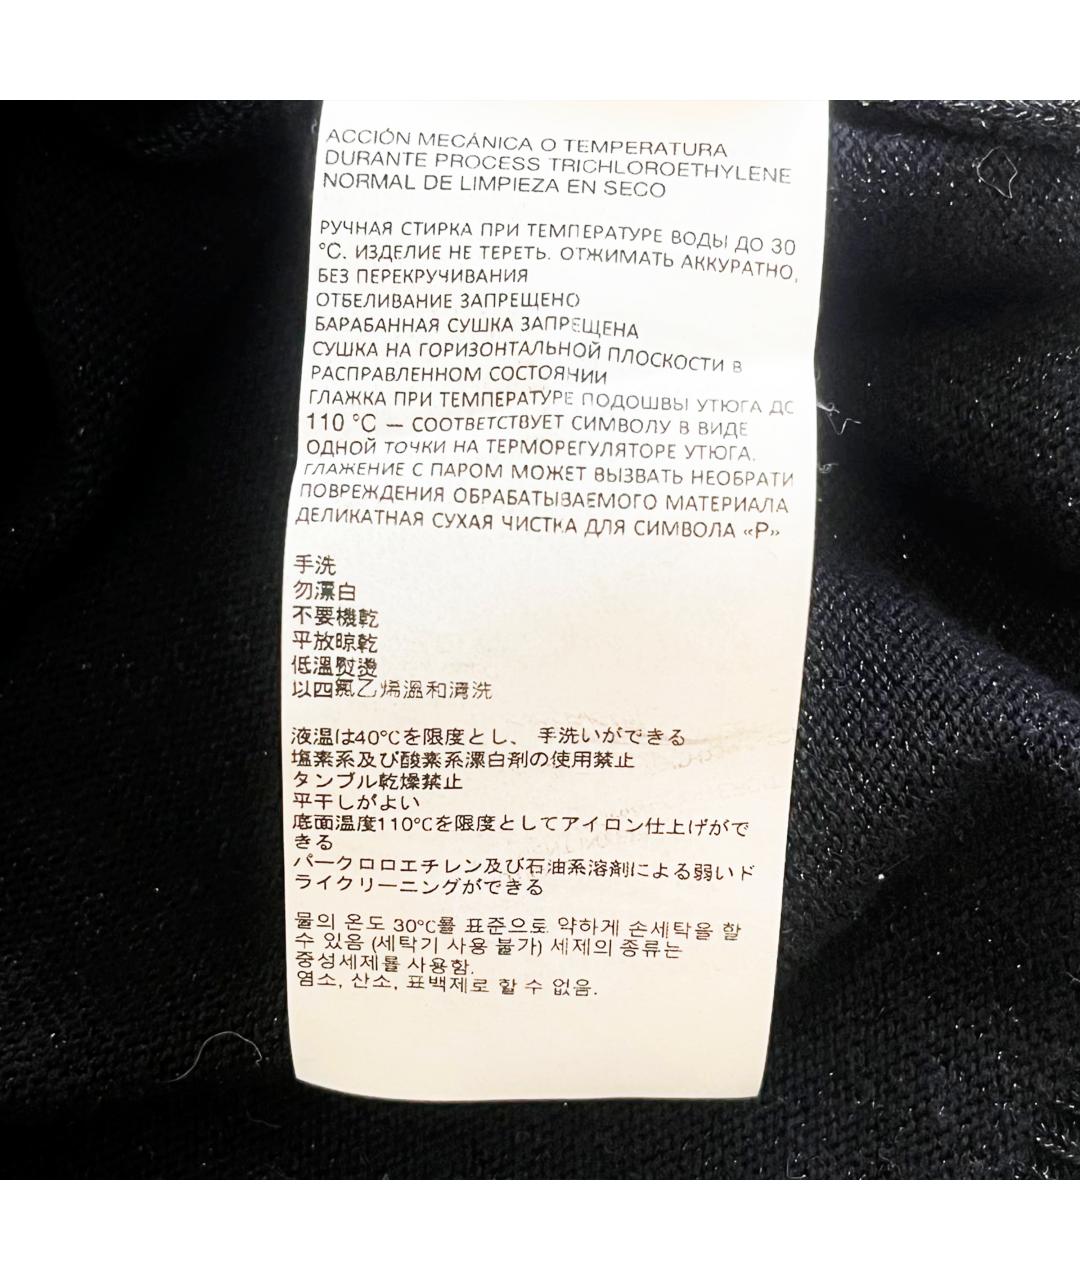 ACCIÓN MECÁNICA O TEMPERATURA
DURANTE PROCESS TRICHLOROETHYLENE
NORMAL DE LIMPIEZA EN SECO
РУЧНАЯ СТИРКА ПРИ ТЕМПЕРАТУРЕ ВОДЫ ДО 30
°C. ИЗДЕЛИЕ НЕ ТЕРЕТЬ. ОТЖИМАТЬ АККУРАТНО,
БЕЗ ПЕРЕКРУЧИВАНИЯ
ОТБЕЛИВАНИЕ ЗАПРЕЩЕНО
БАРАБАННАЯ СУШКА ЗАПРЕЩЕНА
СУШКА НА ГОРИЗОНТАЛЬНОЙ ПЛОСКОСТИ В
РАСПРАВЛЕННОМ СОСТОЯНИИ
ГЛАЖКА ПРИ ТЕМПЕРАТУРЕ ПОДОШВЫ УТЮГА ДО
110 °C — СООТВЕТСТВУЕТ СИМВОЛУ В ВИДЕ
ОДНОЙ ТОЧКИ НА ТЕРМОРЕГУЛЯТОРЕ УТЮГА.
ГЛАЖЕНИЕ С ПАРОМ МОЖЕТ ВЫЗВАТЬ НЕОБРАТИ
ПОВРЕЖДЕНИЯ ОБРАБАТЫВАЕМОГО МАТЕРИАЛА
ДЕЛИКАТНАЯ СУХАЯ ЧИСТКА ДЛЯ СИМВОЛА «P»
手洗
勿漂白
不要機乾
平放晾乾
低溫熨燙
以四氯乙烯溫和清洗
液温は40°Cを限度とし、 手洗いができる
塩素系及び酸素系漂白剤の使用禁止
タンブル乾燥禁止
平干しがよい
底面温度110°Cを限度としてアイロン仕上げがで
きる
パークロロエチレン及び石油系溶剤による弱いド
ライクリーニングができる
물의 온도 30°C를 표준으로 약하게 손세탁을 할
수 있음 (세탁기 사용 불가) 세제의 종류는
중성세제를 사용함.
염소, 산소, 표백제로 할 수 없음.